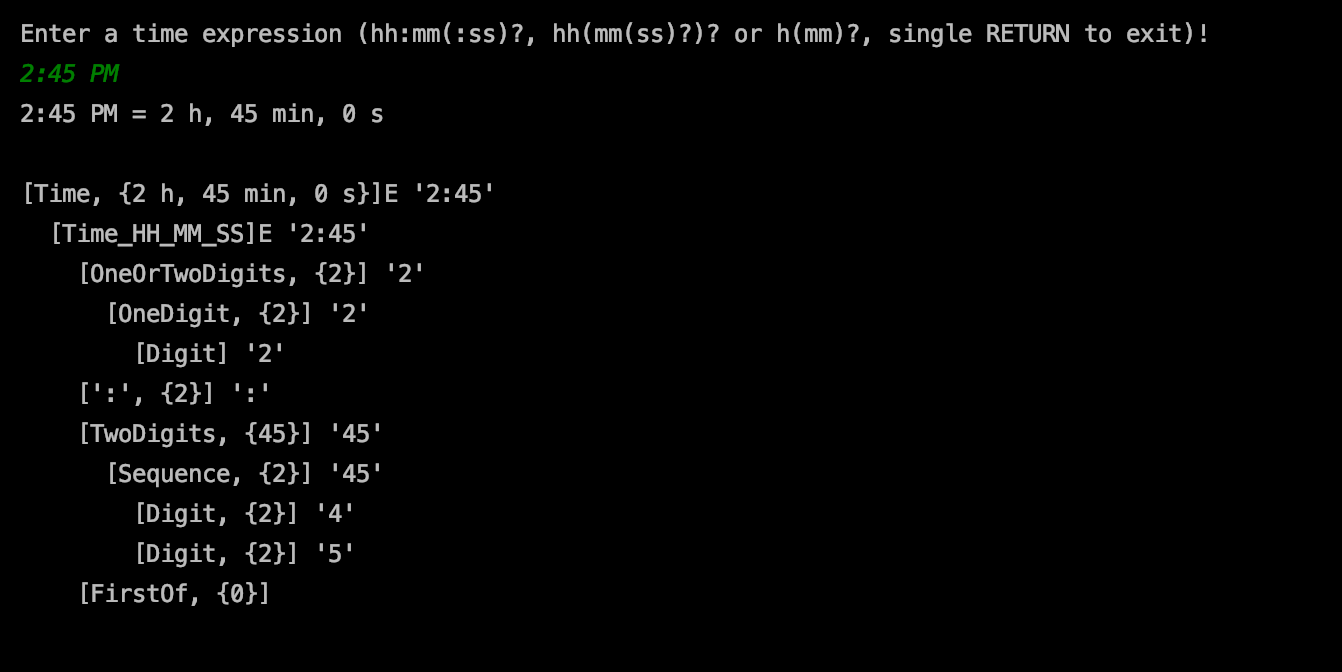 Enter a time expression (hh:mm(:ss)?, hh(mm(ss)?)? or h(mm)?, single RETURN to exit)!
2:45 PM
2:45 PM = 2 h, 45 min, 0 s
[Time, {2 h, 45 min, 0 s}]E '2:45'
[Time_HH_MM_SS]E '2:45'
[OneOrTwoDigits, {2}] '2'
[OneDigit, {2}] '2'
[Digit] '2'
[':', {2}] ':'
[TwoDigits, {45}] '45'
[Sequence, {2}] '45'
[Digit, {2}] '4'
[Digit, {2}] '5'
[FirstOf, {0}]